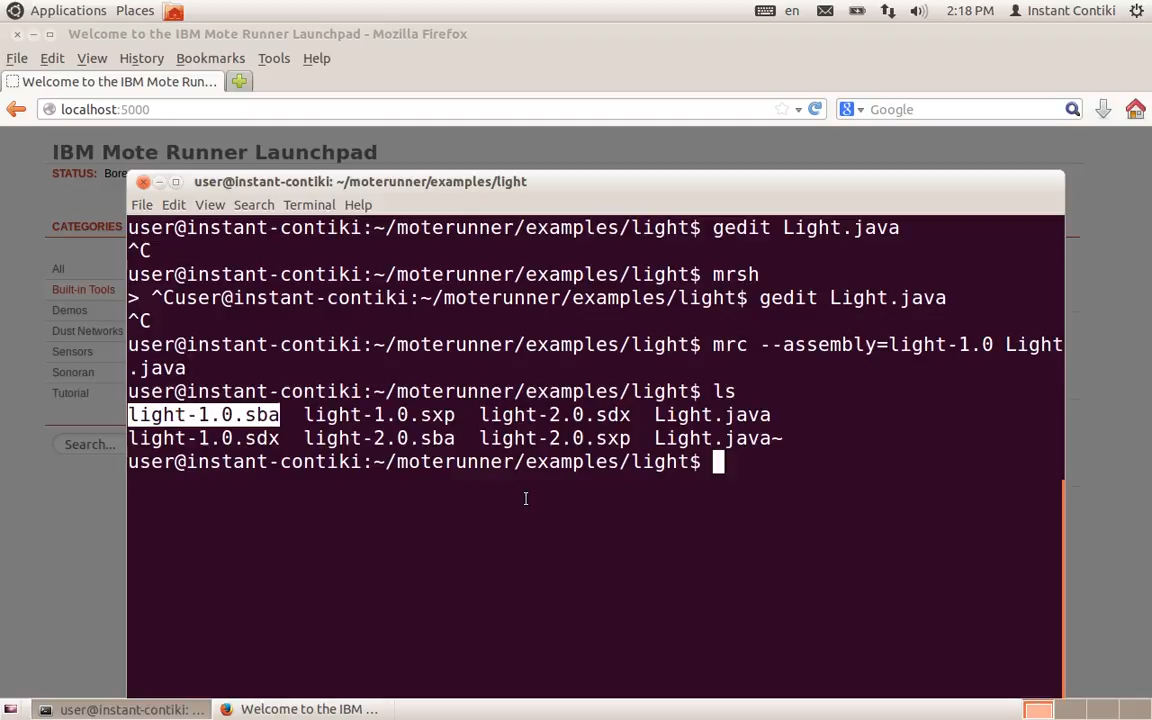 Applications Places en 2:18 PM Instant Contiki
Welcome to the IBM Mote Runner Launchpad - Mozilla Firefox
File Edit View History Bookmarks Tools Help
Welcome to the IBM Mote Run...
localhost:5000 Google
IBM Mote Runner Launchpad
STATUS: Bore
user@instant-contiki: ~/moterunner/examples/light
File Edit View Search Terminal Help
CATEGORIES
All
Built-in Tools
Demos
Dust Networks
Sensors
Sonoran
Tutorial
Search...
user@instant-contiki:~/moterunner/examples/light$ gedit Light.java
^C
user@instant-contiki:~/moterunner/examples/light$ mrsh
> ^Cuser@instant-contiki:~/moterunner/examples/light$ gedit Light.java
^C
user@instant-contiki:~/moterunner/examples/light$ mrc --assembly=light-1.0 Light
.java
user@instant-contiki:~/moterunner/examples/light$ ls
light-1.0.sba light-1.0.sxp light-2.0.sdx Light.java
light-1.0.sdx light-2.0.sba light-2.0.sxp Light.java~
user@instant-contiki:~/moterunner/examples/light$
user@instant-contiki: ... Welcome to the IBM ...